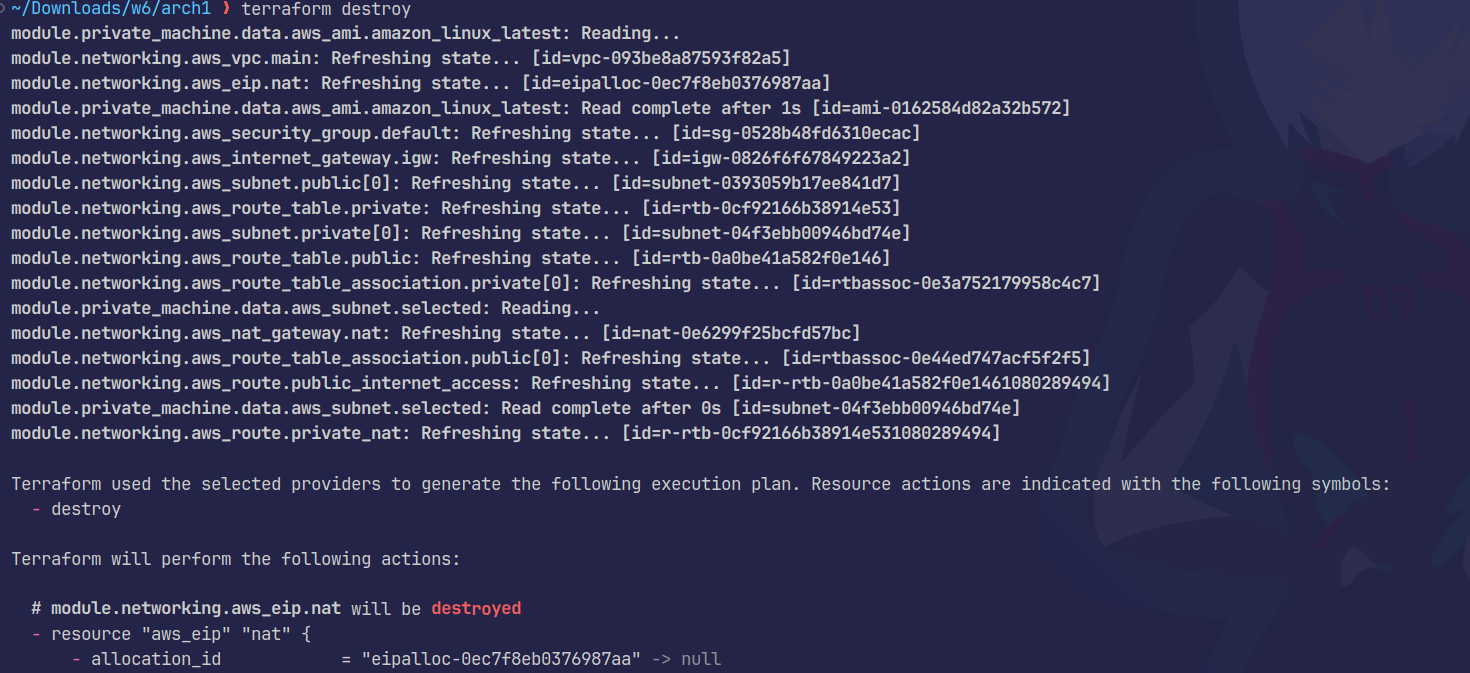 ~/Downloads/w6/arch1 ❯ terraform destroy
module.private_machine.data.aws_ami.amazon_linux_latest: Reading...
module.networking.aws_vpc.main: Refreshing state... [id=vpc-093be8a87593f82a5]
module.networking.aws_eip.nat: Refreshing state... [id=eipalloc-0ec7f8eb0376987aa]
module.private_machine.data.aws_ami.amazon_linux_latest: Read complete after 1s [id=ami-0162584d82a32b572]
module.networking.aws_security_group.default: Refreshing state... [id=sg-0528b48fd6310ecac]
module.networking.aws_internet_gateway.igw: Refreshing state... [id=igw-0826f6f67849223a2]
module.networking.aws_subnet.public[0]: Refreshing state... [id=subnet-0393059b17ee841d7]
module.networking.aws_route_table.private: Refreshing state... [id=rtb-0cf92166b38914e53]
module.networking.aws_subnet.private[0]: Refreshing state... [id=subnet-04f3ebb00946bd74e]
module.networking.aws_route_table.public: Refreshing state... [id=rtb-0a0be41a582f0e146]
module.networking.aws_route_table_association.private[0]: Refreshing state... [id=rtbassoc-0e3a752179958c4c7]
module.private_machine.data.aws_subnet.selected: Reading...
module.networking.aws_nat_gateway.nat: Refreshing state... [id=nat-0e6299f25bcfd57bc]
module.networking.aws_route_table_association.public[0]: Refreshing state... [id=rtbassoc-0e44ed747acf5f2f5]
module.networking.aws_route.public_internet_access: Refreshing state... [id=r-rtb-0a0be41a582f0e1461080289494]
module.private_machine.data.aws_subnet.selected: Read complete after 0s [id=subnet-04f3ebb00946bd74e]
module.networking.aws_route.private_nat: Refreshing state... [id=r-rtb-0cf92166b38914e531080289494]
Terraform used the selected providers to generate the following execution plan. Resource actions are indicated with the following symbols:
- destroy
Terraform will perform the following actions:
# module.networking.aws_eip.nat will be destroyed
- resource "aws_eip" "nat" {
- allocation_id = "eipalloc-0ec7f8eb0376987aa" -> null